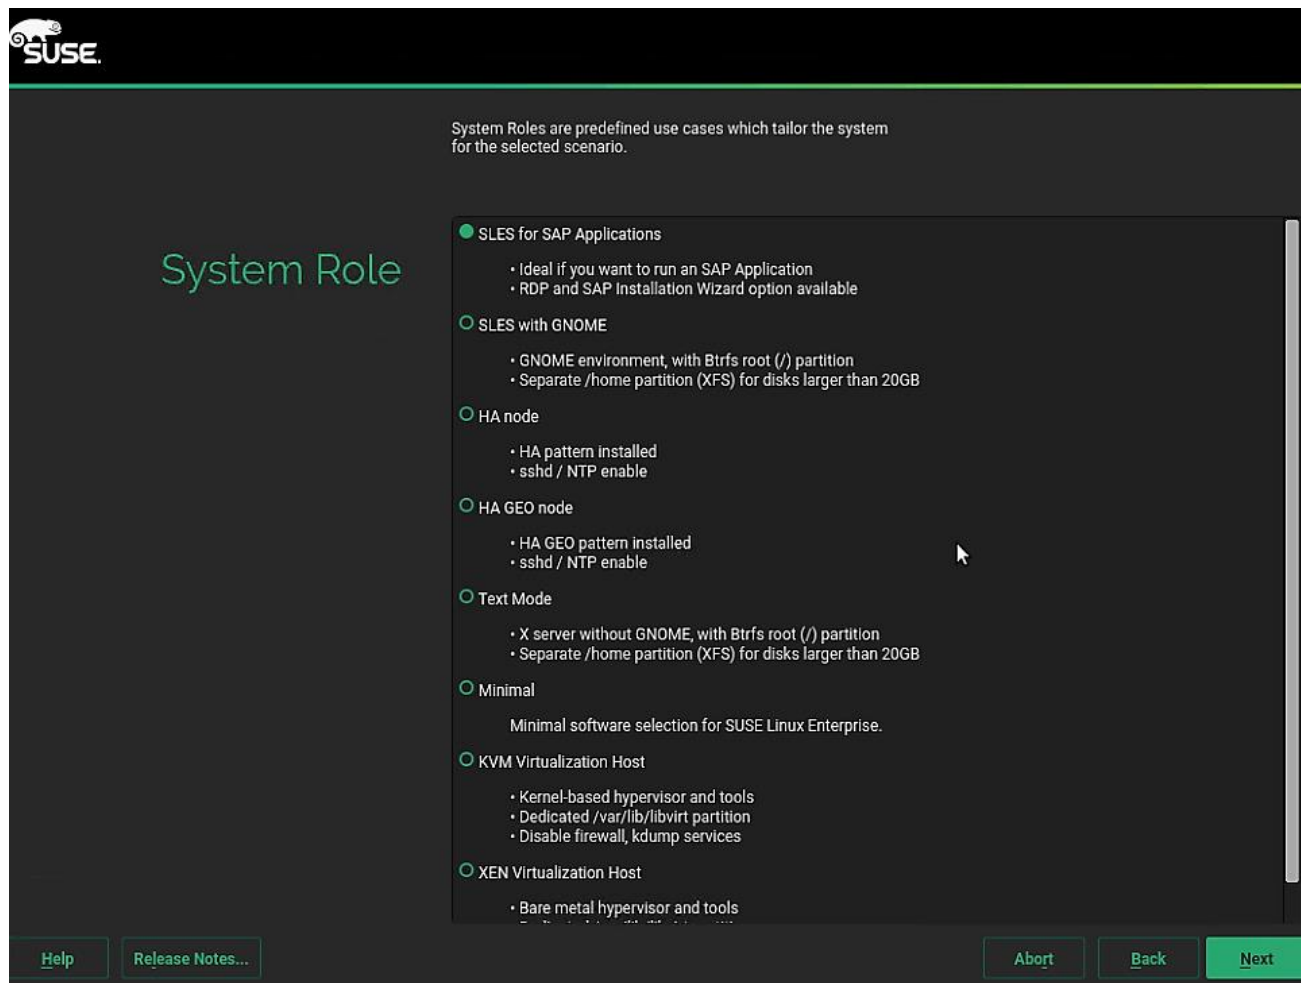 SUSE.
System Roles are predefined use cases which tailor the system
for the selected scenario.
System Role
SLES for SAP Applications
• Ideal if you want to run an SAP Application
• RDP and SAP Installation Wizard option available
SLES with GNOME
• GNOME environment, with Btrfs root (/) partition
• Separate /home partition (XFS) for disks larger than 20GB
HA node
• HA pattern installed
• sshd / NTP enable
HA GEO node
• HA GEO pattern installed
• sshd / NTP enable
Text Mode
• X server without GNOME, with Btrfs root (/) partition
• Separate /home partition (XFS) for disks larger than 20GB
Minimal
Minimal software selection for SUSE Linux Enterprise.
KVM Virtualization Host
• Kernel-based hypervisor and tools
• Dedicated /var/lib/libvirt partition
• Disable firewall, kdump services
XEN Virtualization Host
• Bare metal hypervisor and tools
Help
Release Notes...
Abort
Back
Next